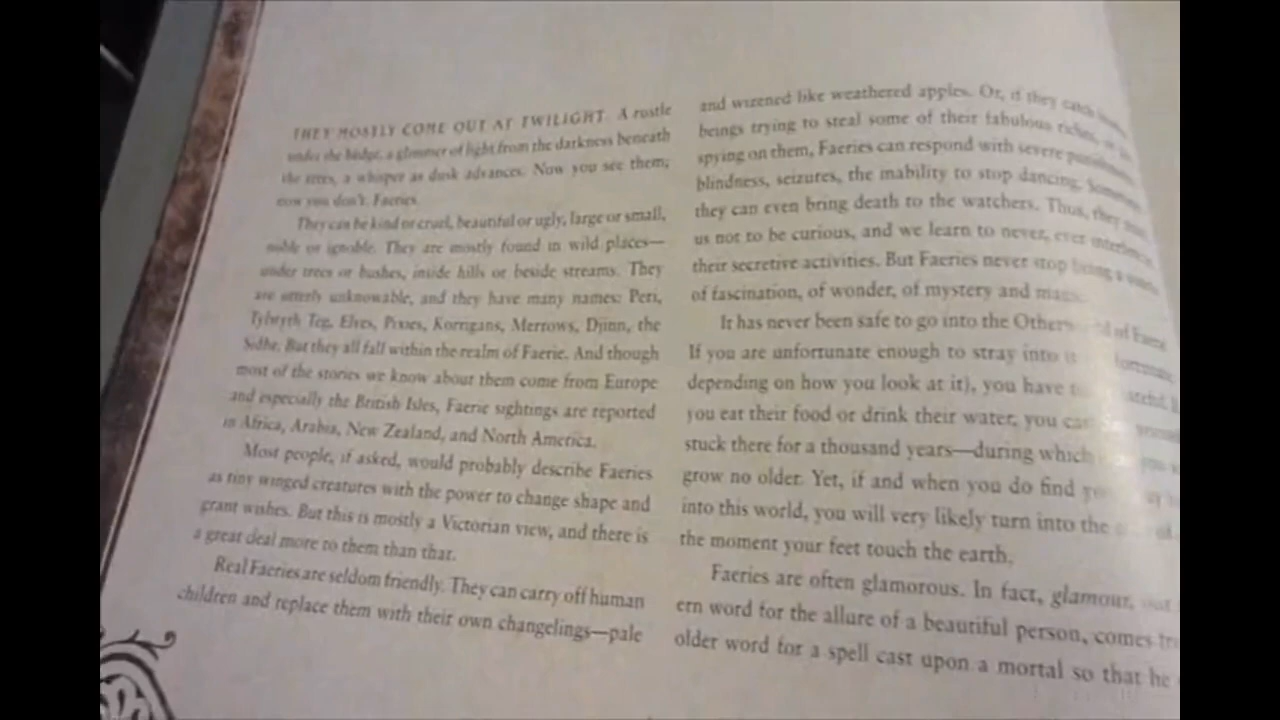 THEY MOSTLY COME OUT AT TWILIGHT. A rustle
under the hedge, a glimmer of light from the darkness beneath
the trees, a whisper as dusk advances. Now you see them;
now you don't. Faeries.
They can be kind or cruel, beautiful or ugly, large or small,
noble or ignoble. They are mostly found in wild places—
under trees or bushes, inside hills or beside streams. They
are utterly unknowable, and they have many names: Peri,
Tylwyth Teg, Elves, Pixies, Korrigans, Merrows, Djinn, the
Sidhe. But they all fall within the realm of Faerie. And though
most of the stories we know about them come from Europe
and especially the British Isles, Faerie sightings are reported
in Africa, Arabia, New Zealand, and North America.
Most people, if asked, would probably describe Faeries
as tiny winged creatures with the power to change shape and
grant wishes. But this is mostly a Victorian view, and there is
a great deal more to them than that.
Real Faeries are seldom friendly. They can carry off human
children and replace them with their own changelings—pale
and wizened like weathered apples. Or, if they catch
beings trying to steal some of their fabulous riches, or
spying on them, Faeries can respond with severe
blindness, seizures, the inability to stop dancing.
they can even bring death to the watchers. Thus, they
us not to be curious, and we learn to never, ever
their secretive activities. But Faeries never stop being a
of fascination, of wonder, of mystery and
It has never been safe to go into the of
If you are unfortunate enough to stray into
depending on how you look at it), you have
you eat their food or drink their water, you
stuck there for a thousand years—during which
grow no older. Yet, if and when you do find
into this world, you will very likely turn into the
the moment your feet touch the earth.
Faeries are often glamorous. In fact, glamour,
ern word for the allure of a beautiful person, comes
older word for a spell cast upon a mortal so that he